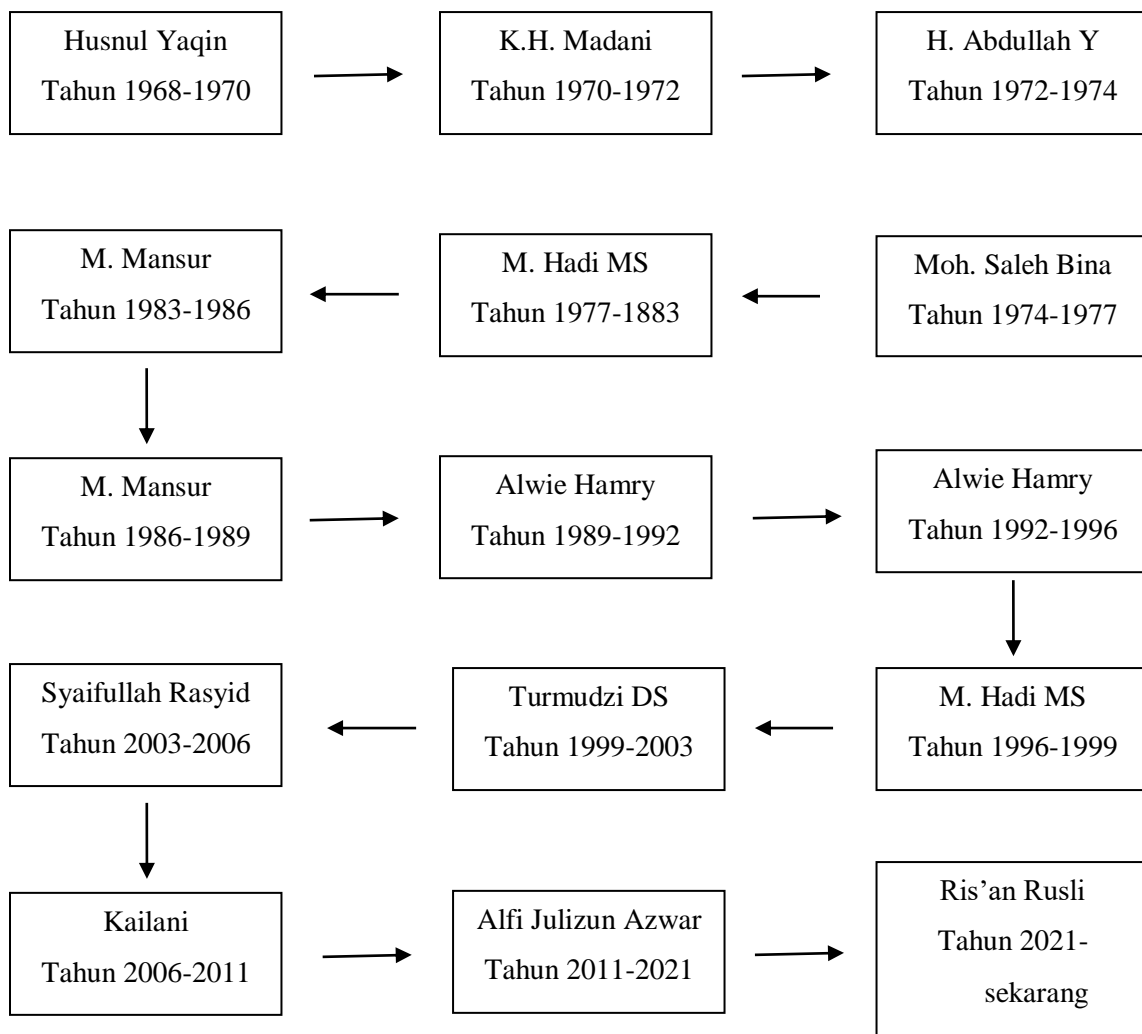 Husnul Yaqin
Tahun 1968-1970
K.H. Madani
Tahun 1970-1972
H. Abdullah Y
Tahun 1972-1974
M. Mansur
Tahun 1983-1986
M. Hadi MS
Tahun 1977-1883
Moh. Saleh Bina
Tahun 1974-1977
M. Mansur
Tahun 1986-1989
Alwie Hamry
Tahun 1989-1992
Alwie Hamry
Tahun 1992-1996
Syaifullah Rasyid
Tahun 2003-2006
Turmudzi DS
Tahun 1999-2003
M. Hadi MS
Tahun 1996-1999
Kailani
Tahun 2006-2011
Alfi Julizun Azwar
Tahun 2011-2021
Ris’an Rusli
Tahun 2021-
sekarang